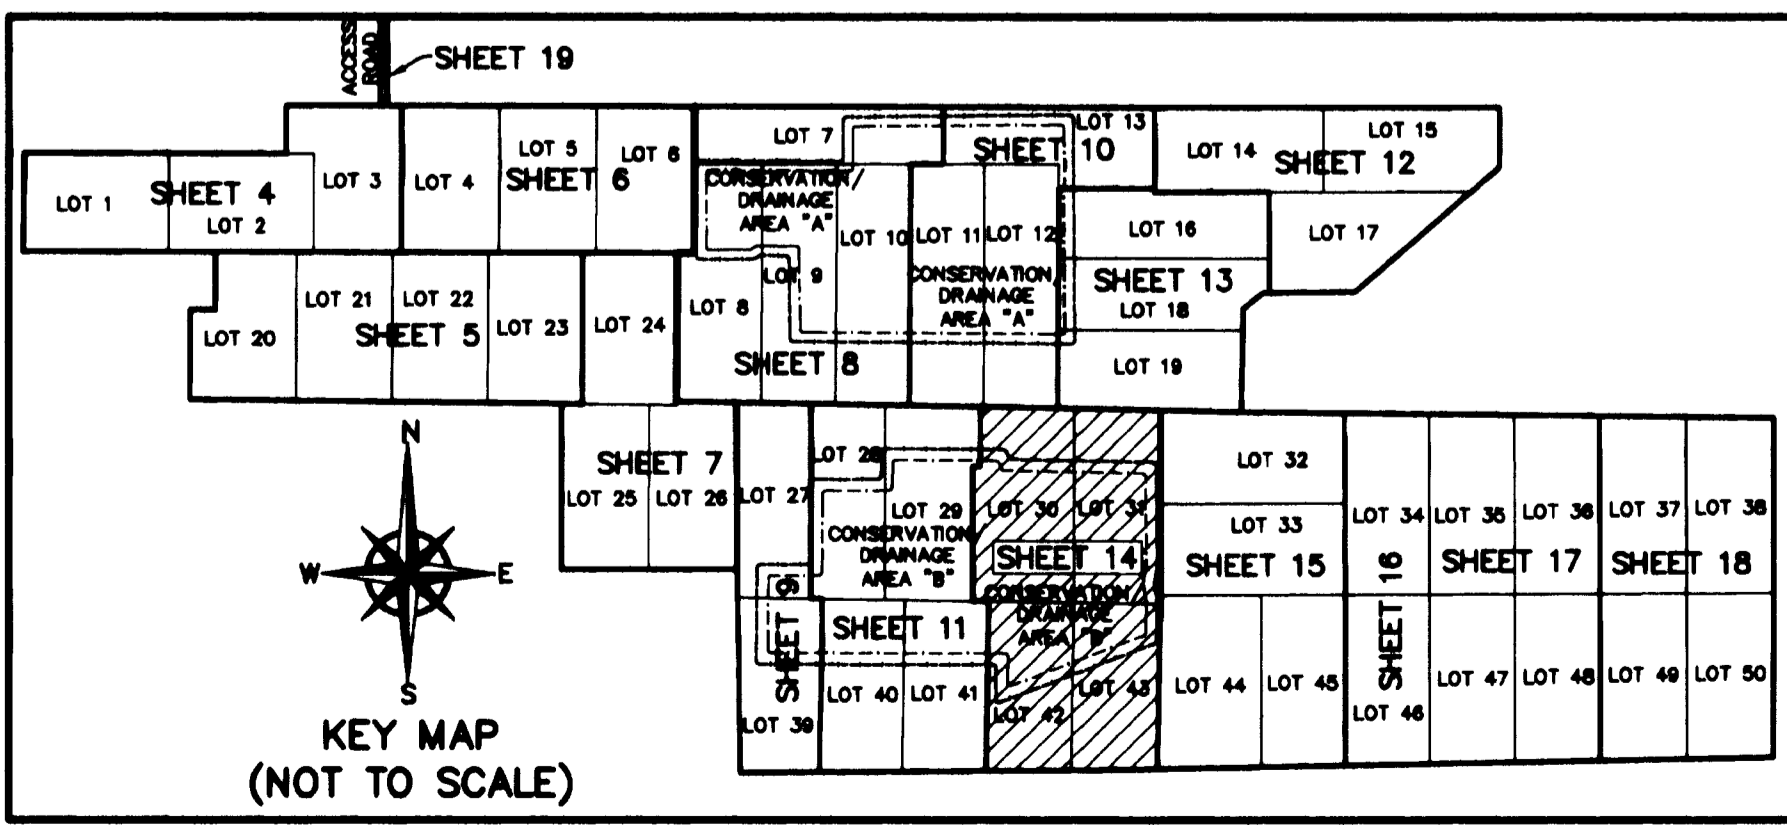 ACCESS
ROAD
SHEET 19
LOT 1
SHEET 4
LOT 2
LOT 3
LOT 4
LOT 5
SHEET 6
LOT 6
LOT 7
LOT 13
SHEET 10
LOT 14
LOT 15
SHEET 12
CONSERVATION/
DRAINAGE
AREA "A"
LOT 10
LOT 11
LOT 12
LOT 16
LOT 17
LOT 20
LOT 21
LOT 22
SHEET 5
LOT 23
LOT 24
LOT 8
LOT 9
SHEET 8
CONSERVATION/
DRAINAGE
AREA "A"
SHEET 13
LOT 18
LOT 19
N
W
E
S
SHEET 7
LOT 25
LOT 26
LOT 27
LOT 28
LOT 29
CONSERVATION/
DRAINAGE
AREA "B"
LOT 30
LOT 31
SHEET 14
CONSERVATION/
DRAINAGE
AREA "B"
LOT 32
LOT 33
SHEET 15
LOT 34
LOT 35
LOT 36
SHEET 17
LOT 37
LOT 38
SHEET 18
SHEET 9
LOT 39
SHEET 11
LOT 40
LOT 41
LOT 42
LOT 43
LOT 44
LOT 45
SHEET 16
LOT 46
LOT 47
LOT 48
LOT 49
LOT 50
KEY MAP
(NOT TO SCALE)